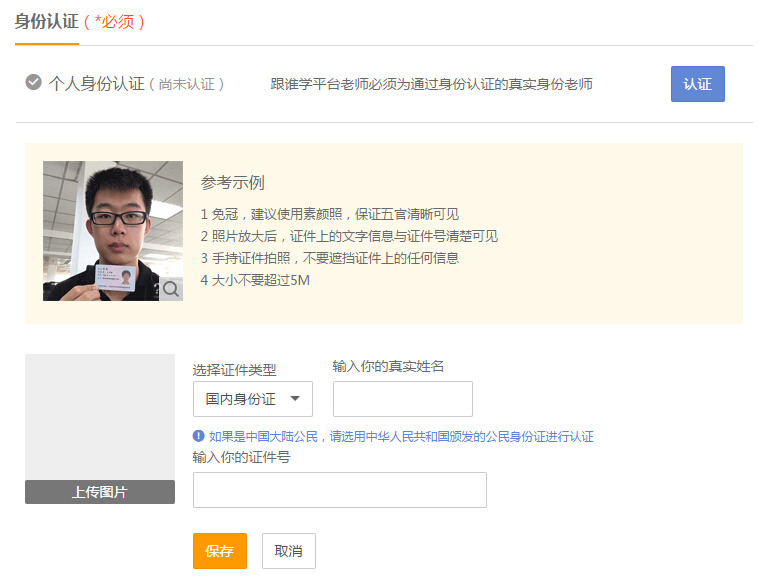 身份认证（*必须）
个人身份认证（尚未认证） 跟谁学平台老师必须为通过身份认证的真实身份老师 认证
参考示例
1 免冠，建议使用素颜照，保证五官清晰可见
2 照片放大后，证件上的文字信息与证件号清楚可见
3 手持证件拍照，不要遮挡证件上的任何信息
4 大小不要超过5M
选择证件类型 输入你的真实姓名
国内身份证
如果是中国大陆公民，请选用中华人民共和国颁发的公民身份证进行认证
输入你的证件号
上传图片
保存 取消